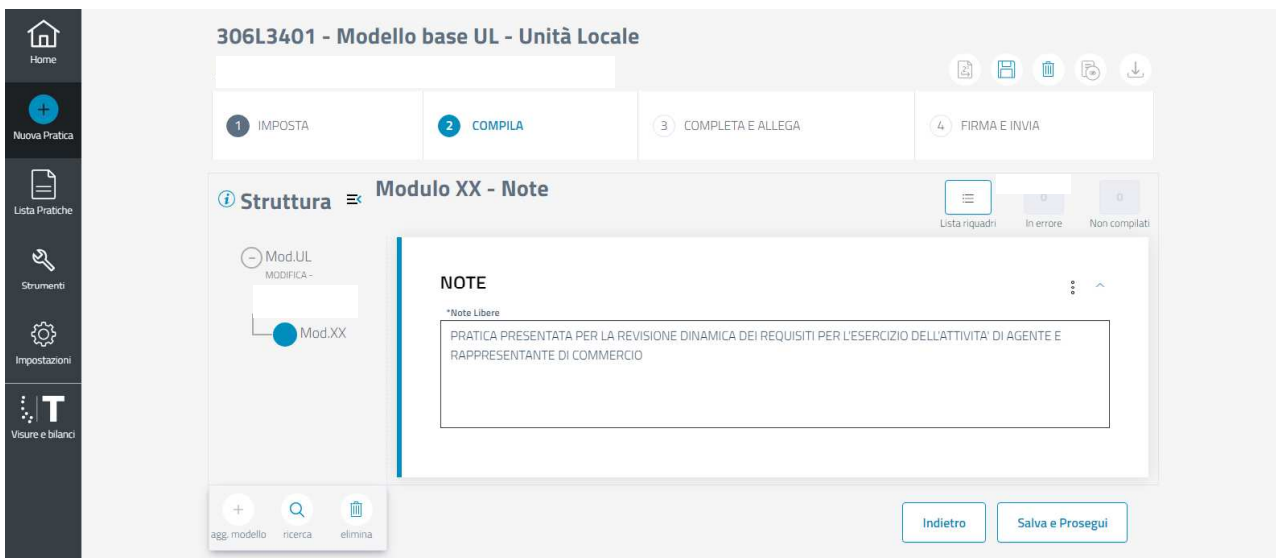 Home
Nuova Pratica
Lista Pratiche
Strumenti
Impostazioni
T
Visure e bilanci
306L3401 - Modello base UL - Unità Locale
1 IMPOSTA
2 COMPILA
3 COMPLETA E ALLEGA
4 FIRMA E INVIA
i Struttura
Modulo XX - Note
Lista riquadri
0
In errore
0
Non compilati
Mod.UL
MODIFICA -
Mod.XX
NOTE
*Note Libere
PRATICA PRESENTATA PER LA REVISIONE DINAMICA DEI REQUISITI PER L'ESERCIZIO DELL'ATTIVITA' DI AGENTE E
RAPPRESENTANTE DI COMMERCIO
agg. modello
ricerca
elimina
Indietro
Salva e Prosegui